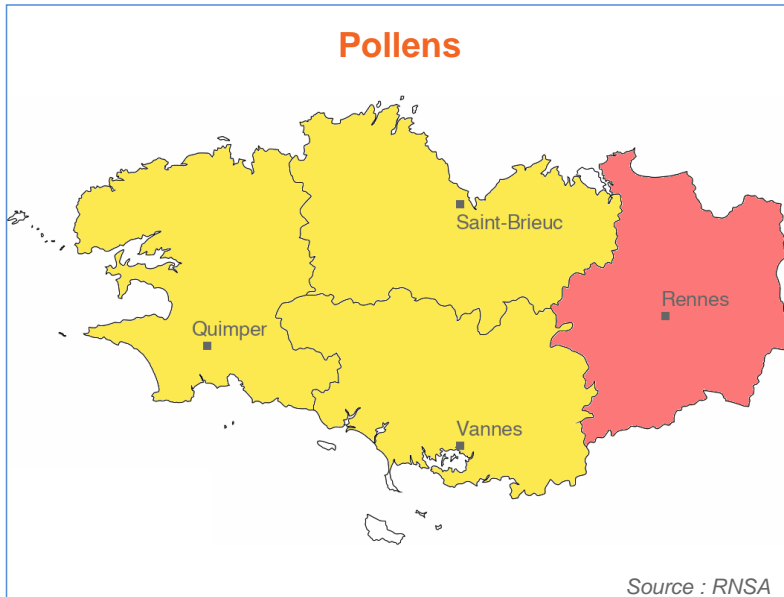 Pollens
Saint-Brieuc
Rennes
Quimper
Vannes
Source : RNSA